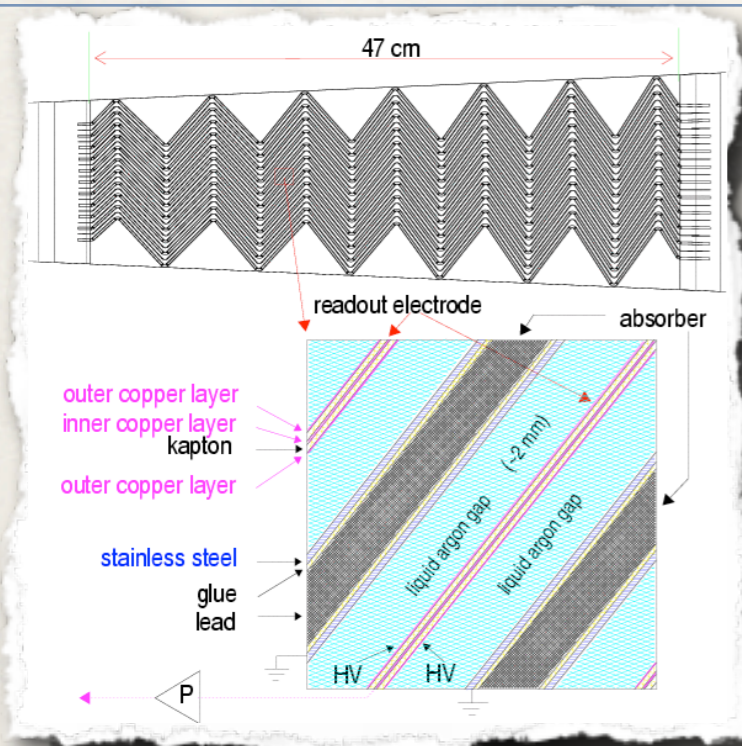 47 cm
readout electrode
absorber
outer copper layer
inner copper layer
kapton
outer copper layer
(~2 mm)
liquid argon gap
liquid argon gap
stainless steel
glue
lead
HV
HV
P